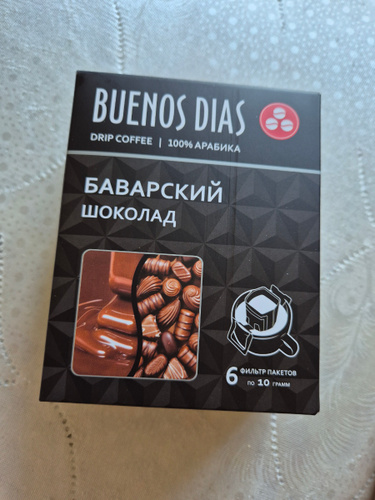 BUENOS DIAS
DRIP COFFEE | 100% АРАБИКА
БАВАРСКИЙ
ШОКОЛАД
6 ФИЛЬТР ПАКЕТОВ
ПО 10 ГРАММ